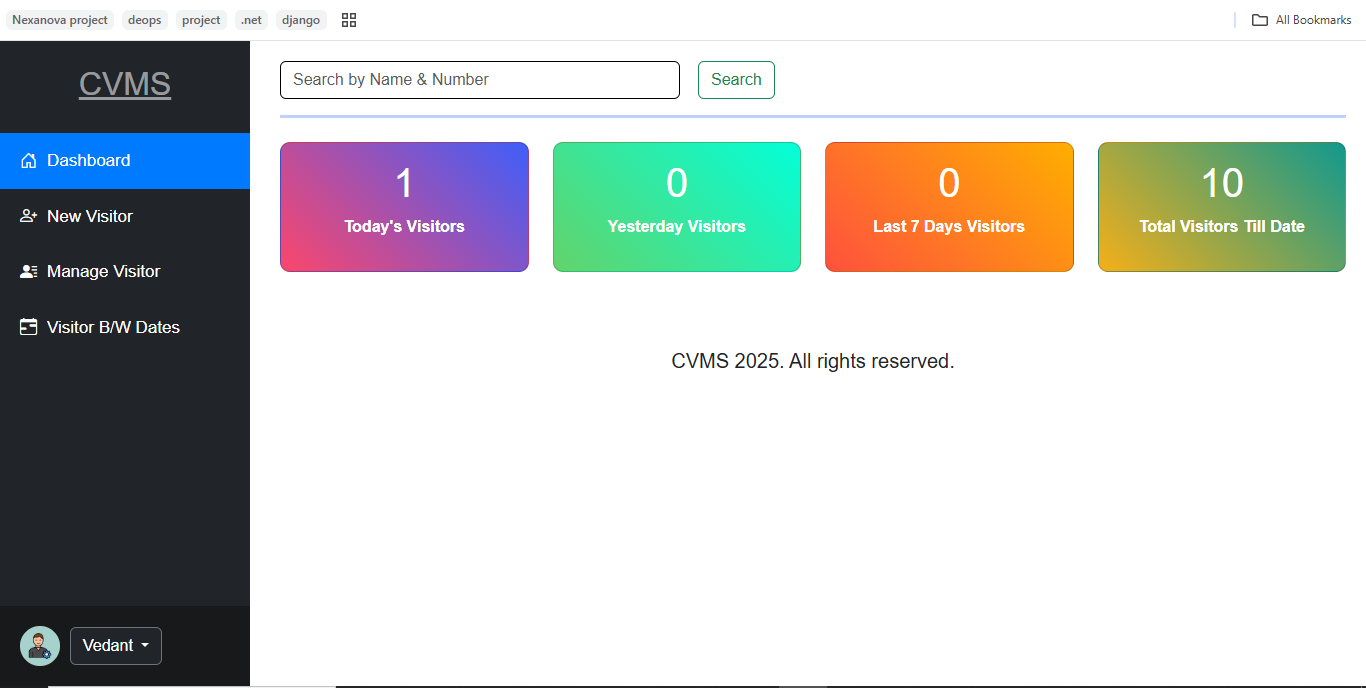 Nexanova project deops project .net django All Bookmarks
CVMS
Dashboard
New Visitor
Manage Visitor
Visitor B/W Dates
Vedant
Search by Name & Number Search
1
Today's Visitors
0
Yesterday Visitors
0
Last 7 Days Visitors
10
Total Visitors Till Date
CVMS 2025. All rights reserved.